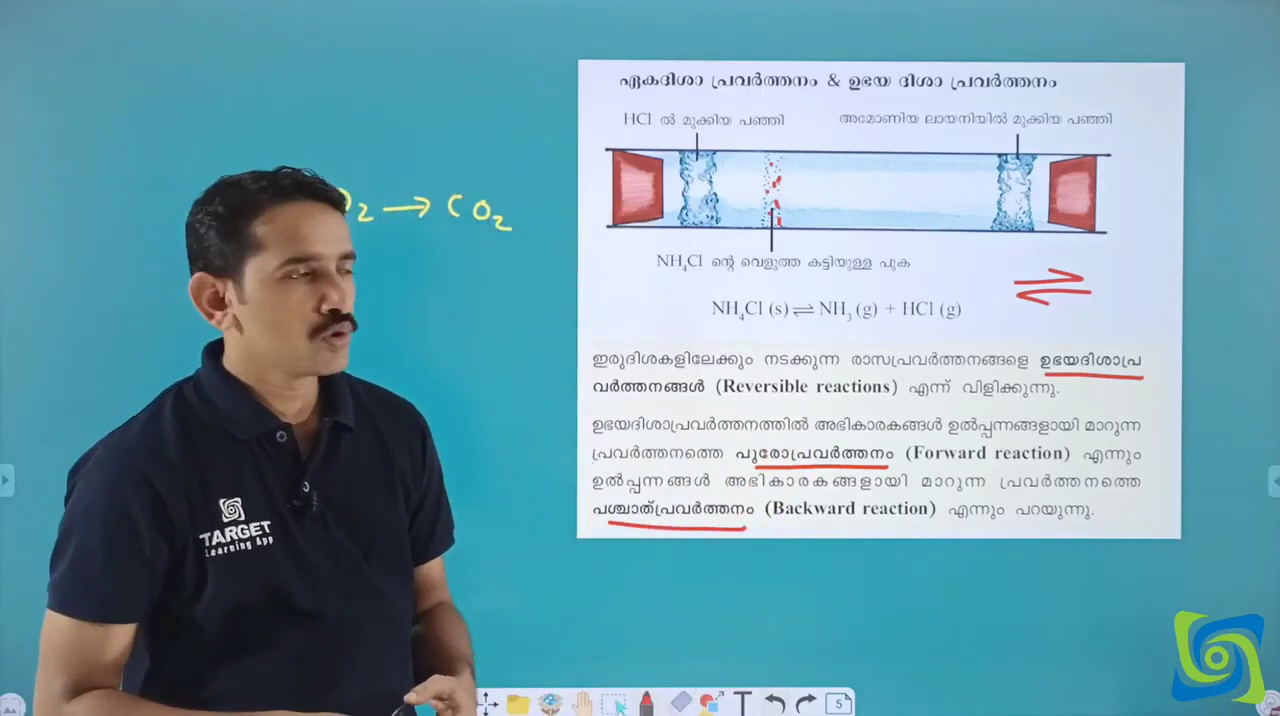 ഏകദിശാ പ്രവർത്തനം & ഉഭയ ദിശാ പ്രവർത്തനം
HCl ൽ മുക്കിയ പഞ്ഞി
അമോണിയ ലായനിയിൽ മുക്കിയ പഞ്ഞി
2 → CO2
NH₄Cl ന്റെ വെളുത്ത കട്ടിയുള്ള പുക
NH₄Cl (s) ⇌ NH₃ (g) + HCl (g)
ഇരുദിശകളിലേക്കും നടക്കുന്ന രാസപ്രവർത്തനങ്ങളെ ഉഭയദിശാപ്ര
വർത്തനങ്ങൾ (Reversible reactions) എന്ന് വിളിക്കുന്നു.
ഉഭയദിശാപ്രവർത്തനത്തിൽ അഭികാരകങ്ങൾ ഉൽപ്പന്നങ്ങളായി മാറുന്ന
പ്രവർത്തനത്തെ പുരോപ്രവർത്തനം (Forward reaction) എന്നും
ഉൽപ്പന്നങ്ങൾ അഭികാരകങ്ങളായി മാറുന്ന പ്രവർത്തനത്തെ
പശ്ചാത്പ്രവർത്തനം (Backward reaction) എന്നും പറയുന്നു.
TARGET
Learning App
T
5